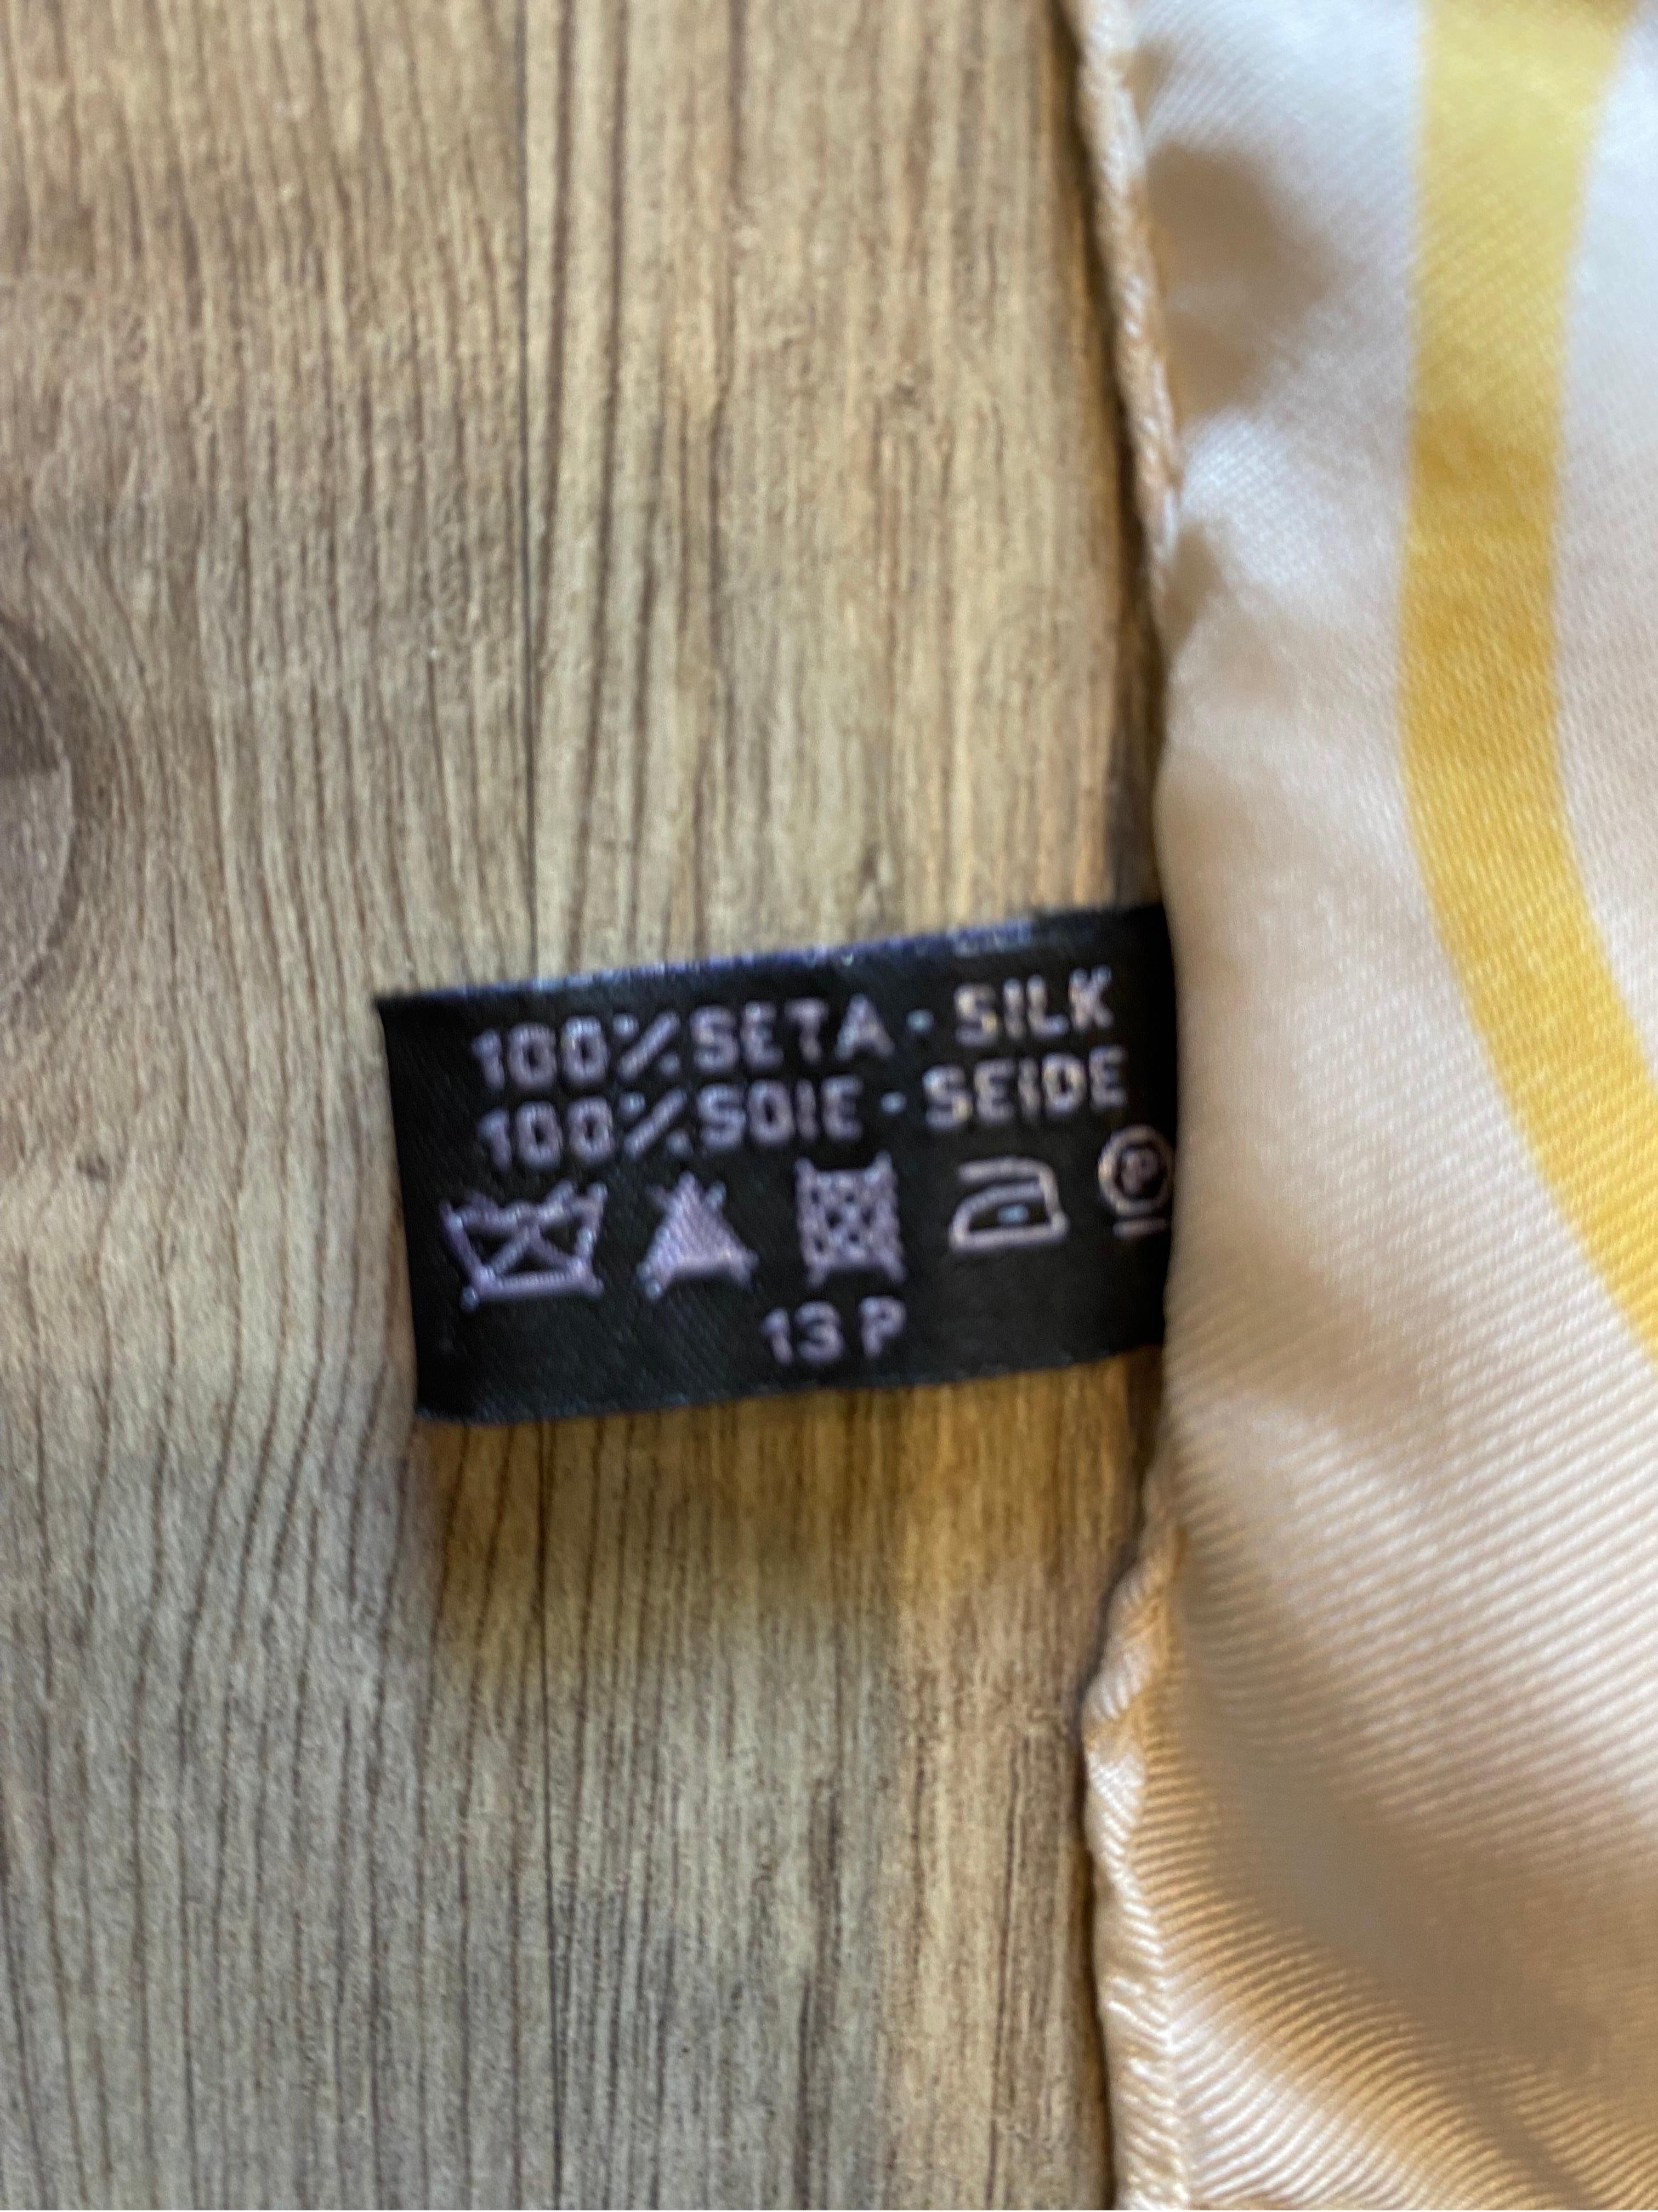 100% SETA · SILK
100% SOIE · SEIDE
P
13 P